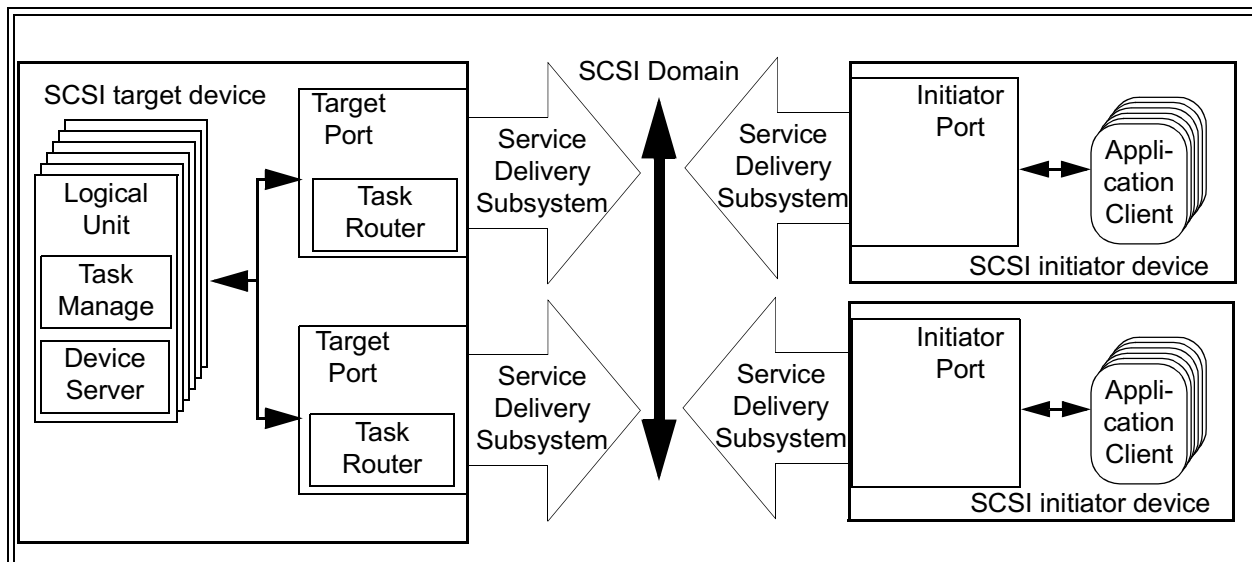 SCSI target device
Logical
Unit
Task
Manage
Device
Server
Target
Port
Task
Router
Target
Port
Task
Router
Service
Delivery
Subsystem
Service
Delivery
Subsystem
SCSI Domain
Service
Delivery
Subsystem
Service
Delivery
Subsystem
Initiator
Port
Appli-
cation
Client
SCSI initiator device
Initiator
Port
Appli-
cation
Client
SCSI initiator device